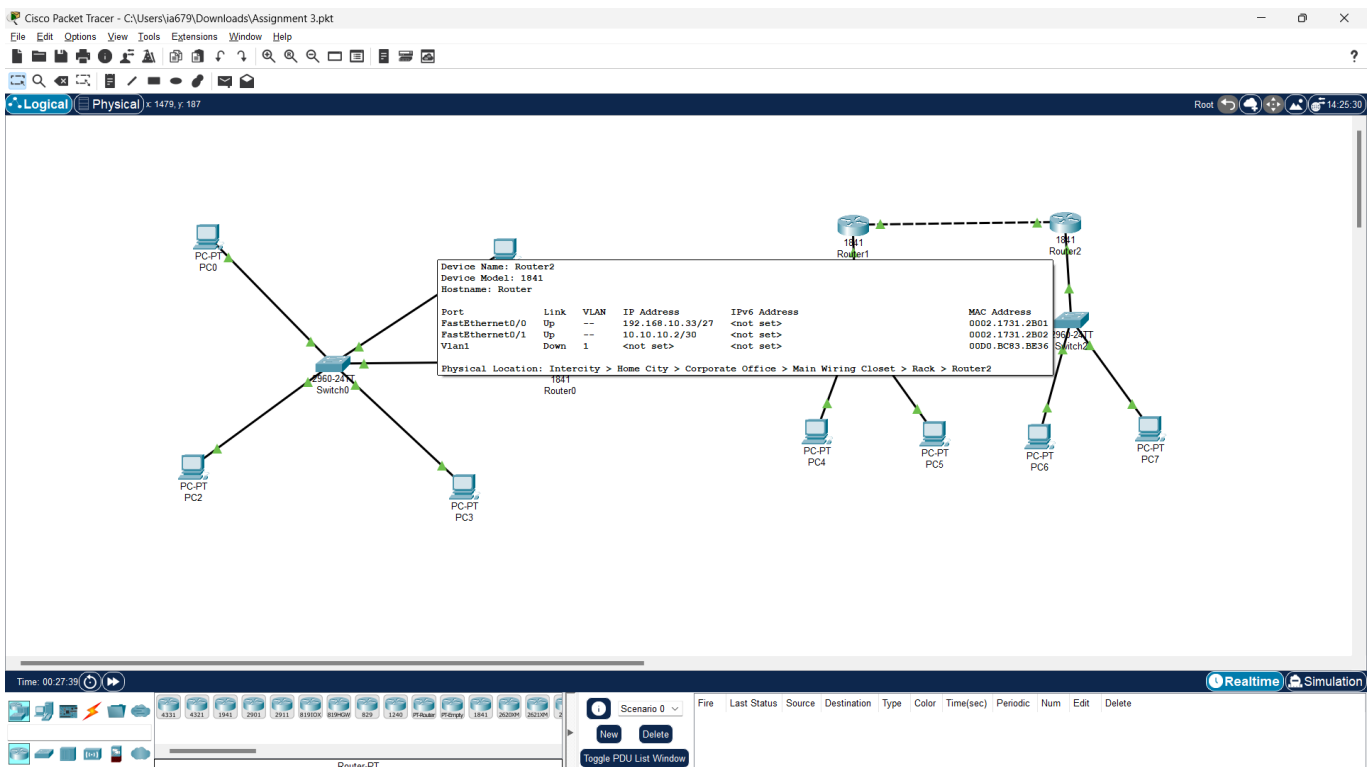 Cisco Packet Tracer - C:\Users\ia679\Downloads\Assignment 3.pkt
File Edit Options View Tools Extensions Window Help
?
Logical Physical x: 1479, y: 187 Root 14:25:30
PC-PT
PC0
1841
Router1
1841
Router2
Device Name: Router2
Device Model: 1841
Hostname: Router
Port Link VLAN IP Address IPv6 Address MAC Address
FastEthernet0/0 Up -- 192.168.10.33/27 <not set> 0002.1731.2B01
FastEthernet0/1 Up -- 10.10.10.2/30 <not set> 0002.1731.2B02
Vlan1 Down 1 <not set> <not set> 00D0.BC83.BE36
Physical Location: Intercity > Home City > Corporate Office > Main Wiring Closet > Rack > Router2
2960-24TT
Switch2
2960-24TT
Switch0
1841
Router0
PC-PT
PC4
PC-PT
PC5
PC-PT
PC6
PC-PT
PC7
PC-PT
PC2
PC-PT
PC3
Time: 00:27:39 Realtime Simulation
4331 4321 1941 2901 2911 819IOX 819HGW 829 1240 PT-Router PT-Empty 1841 2620XM 2621XM
Scenario 0
New Delete
Toggle PDU List Window
Fire Last Status Source Destination Type Color Time(sec) Periodic Num Edit Delete
Router-PT